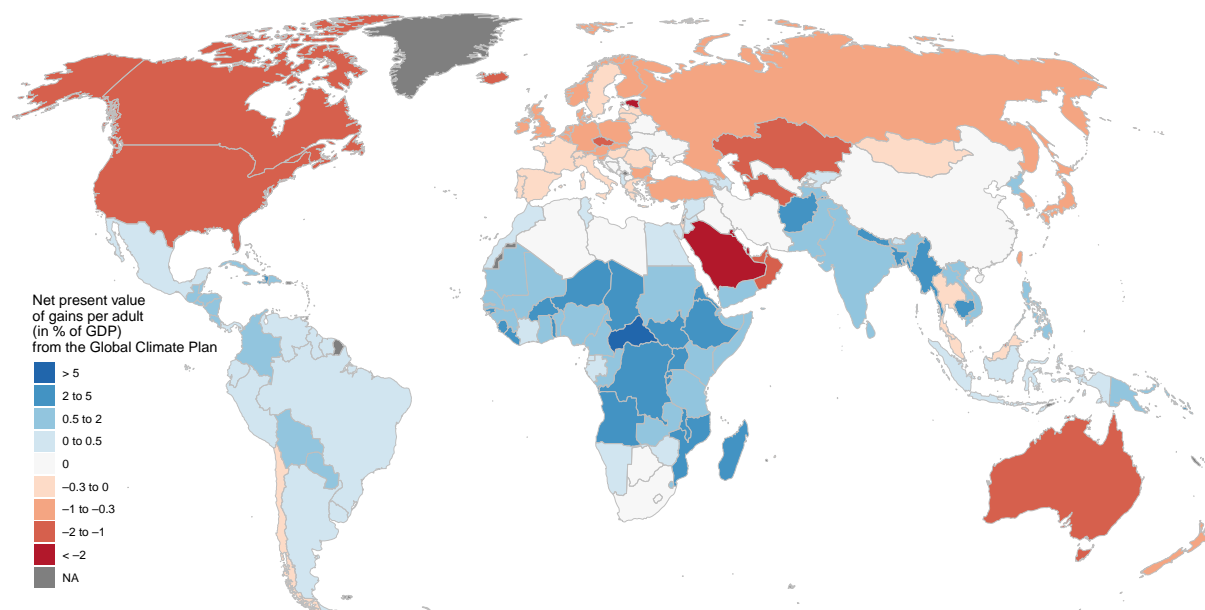 Net present value
of gains per adult
(in % of GDP)
from the Global Climate Plan
> 5
2 to 5
0.5 to 2
0 to 0.5
0
–0.3 to 0
–1 to –0.3
–2 to –1
< –2
NA